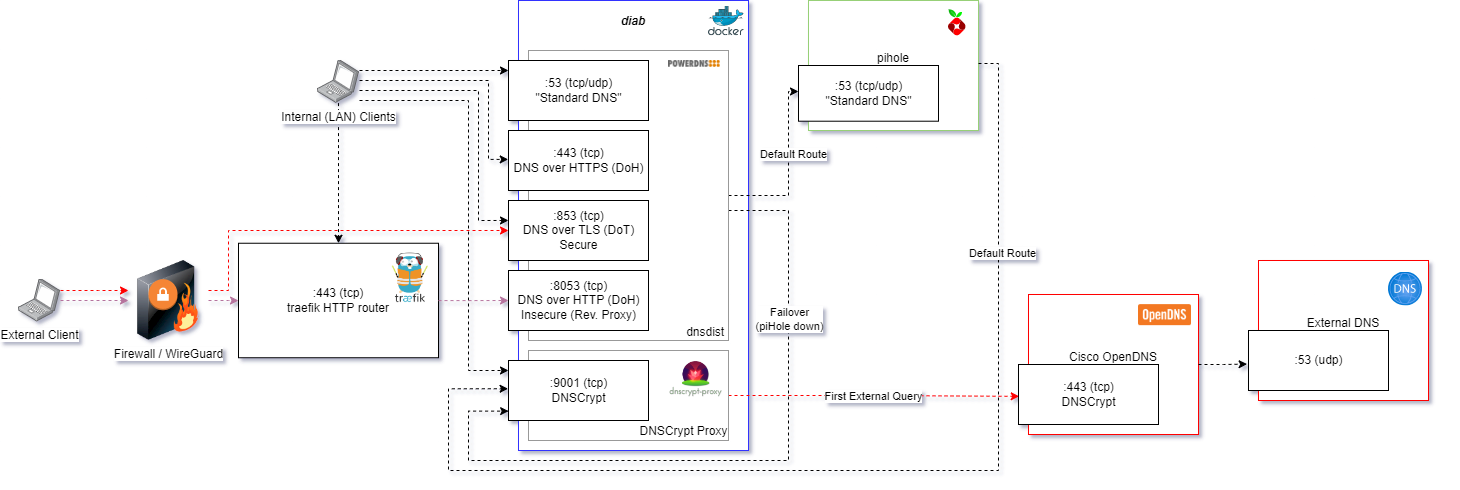 diab
docker
POWERDNS
:53 (tcp/udp)
"Standard DNS"
:443 (tcp)
DNS over HTTPS (DoH)
:853 (tcp)
DNS over TLS (DoT)
Secure
:8053 (tcp)
DNS over HTTP (DoH)
Insecure (Rev. Proxy)
dnsdist
:9001 (tcp)
DNSCrypt
dnscrypt-proxy
DNSCrypt Proxy
Internal (LAN) Clients
External Client
Firewall / WireGuard
:443 (tcp)
traefik HTTP router
træfik
pihole
:53 (tcp/udp)
"Standard DNS"
Default Route
Default Route
Failover
(piHole down)
First External Query
OpenDNS
Cisco OpenDNS
:443 (tcp)
DNSCrypt
DNS
External DNS
:53 (udp)